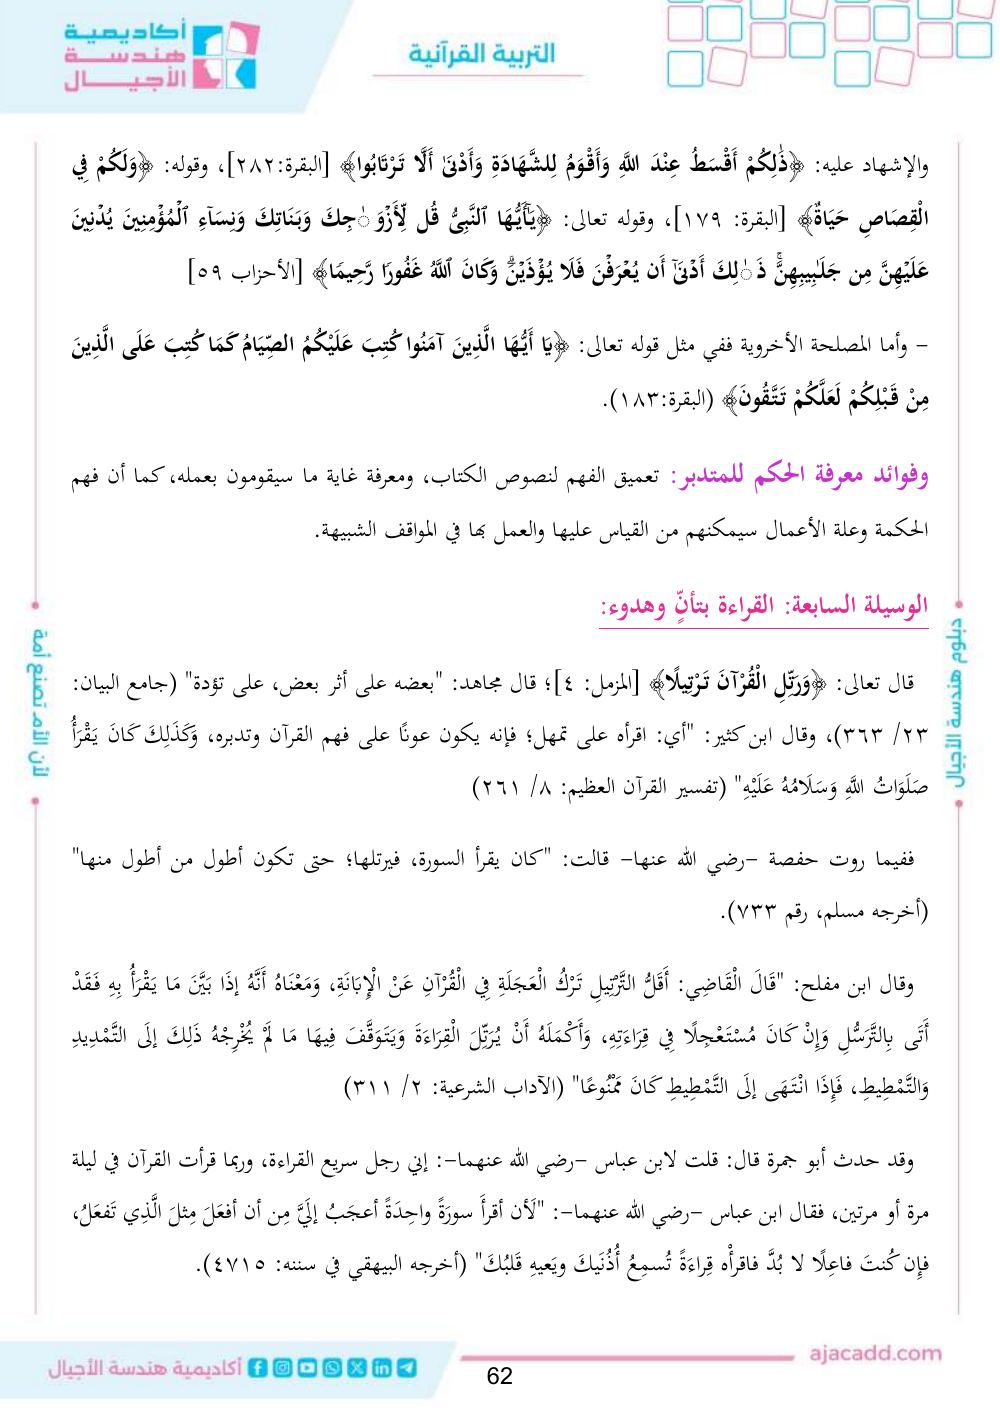 أكاديمية
هندسة
الأجيال
التربية القرآنية
والإشهاد عليه: ﴿ذَٰلِكُمْ أَقْسَطُ عِنْدَ اللَّهِ وَأَقْوَمُ لِلشَّهَادَةِ وَأَدْنَىٰ أَلَّا تَرْتَابُوا﴾ [البقرة:٢٨٢]، وقوله: ﴿وَلَكُمْ فِي
الْقِصَاصِ حَيَاةٌ﴾ [البقرة: ١٧٩]، وقوله تعالى: ﴿يَٰٓأَيُّهَا ٱلنَّبِىُّ قُل لِّأَزْوَٰجِكَ وَبَنَاتِكَ وَنِسَآءِ ٱلْمُؤْمِنِينَ يُدْنِينَ
عَلَيْهِنَّ مِن جَلَٰبِيبِهِنَّۚ ذَٰلِكَ أَدْنَىٰٓ أَن يُعْرَفْنَ فَلَا يُؤْذَيْنَۗ وَكَانَ ٱللَّهُ غَفُورًا رَّحِيمًا﴾ [الأحزاب ٥٩]
- وأما المصلحة الأخروية ففي مثل قوله تعالى: ﴿يَا أَيُّهَا الَّذِينَ آمَنُوا كُتِبَ عَلَيْكُمُ الصِّيَامُ كَمَا كُتِبَ عَلَى الَّذِينَ
مِنْ قَبْلِكُمْ لَعَلَّكُمْ تَتَّقُونَ﴾ (البقرة:١٨٣).
وفوائد معرفة الحكم للمتدبر: تعميق الفهم لنصوص الكتاب، ومعرفة غاية ما سيقومون بعمله، كما أن فهم
الحكمة وعلة الأعمال سيمكنهم من القياس عليها والعمل بها في المواقف الشبيهة.
الوسيلة السابعة: القراءة بتأنٍّ وهدوء:
قال تعالى: ﴿وَرَتِّلِ الْقُرْآنَ تَرْتِيلًا﴾ [المزمل: ٤]؛ قال مجاهد: "بعضه على أثر بعض، على تؤدة" (جامع البيان:
٢٣/ ٣٦٣)، وقال ابن كثير: "أي: اقرأه على تمهل؛ فإنه يكون عونًا على فهم القرآن وتدبره، وَكَذَلِكَ كَانَ يَقْرَأُ
صَلَوَاتُ اللَّهِ وَسَلَامُهُ عَلَيْهِ" (تفسير القرآن العظيم: ٨/ ٢٦١)
ففيما روت حفصة -رضي الله عنها- قالت: "كان يقرأ السورة، فيرتلها؛ حتى تكون أطول من أطول منها"
(أخرجه مسلم، رقم ٧٣٣).
وقال ابن مفلح: "قَالَ الْقَاضِي: أَقَلُّ التَّرْتِيلِ تَرْكُ الْعَجَلَةِ فِي الْقُرْآنِ عَنْ الْإِبَانَةِ، وَمَعْنَاهُ أَنَّهُ إذَا بَيَّنَ مَا يَقْرَأُ بِهِ فَقَدْ
أَتَى بِالتَّرَسُّلِ وَإِنْ كَانَ مُسْتَعْجِلًا فِي قِرَاءَتِهِ، وَأَكْمَلَهُ أَنْ يُرَتِّلَ الْقِرَاءَةَ وَيَتَوَقَّفَ فِيهَا مَا لَمْ يُخْرِجْهُ ذَلِكَ إلَى التَّمْدِيدِ
وَالتَّمْطِيطِ، فَإِذَا انْتَهَى إلَى التَّمْطِيطِ كَانَ مَمْنُوعًا" (الآداب الشرعية: ٢/ ٣١١)
وقد حدث أبو جمرة قال: قلت لابن عباس -رضي الله عنهما-: إني رجل سريع القراءة، وربما قرأت القرآن في ليلة
مرة أو مرتين، فقال ابن عباس -رضي الله عنهما-: "لَأن أقرأَ سورَةً واحِدَةً أعجَبُ إلَيَّ مِن أن أفعَلَ مِثلَ الَّذِي تَفعَلُ،
فإِن كُنتَ فاعِلًا لا بُدَّ فاقرأْه قِراءَةً تُسمِعُ أُذُنَيكَ ويَعيهِ قَلبُكَ" (أخرجه البيهقي في سننه: ٤٧١٥).
دبلوم هندسة الأجيال
لأن الأم تصنع أمة
ajacadd.com
62
أكاديمية هندسة الأجيال